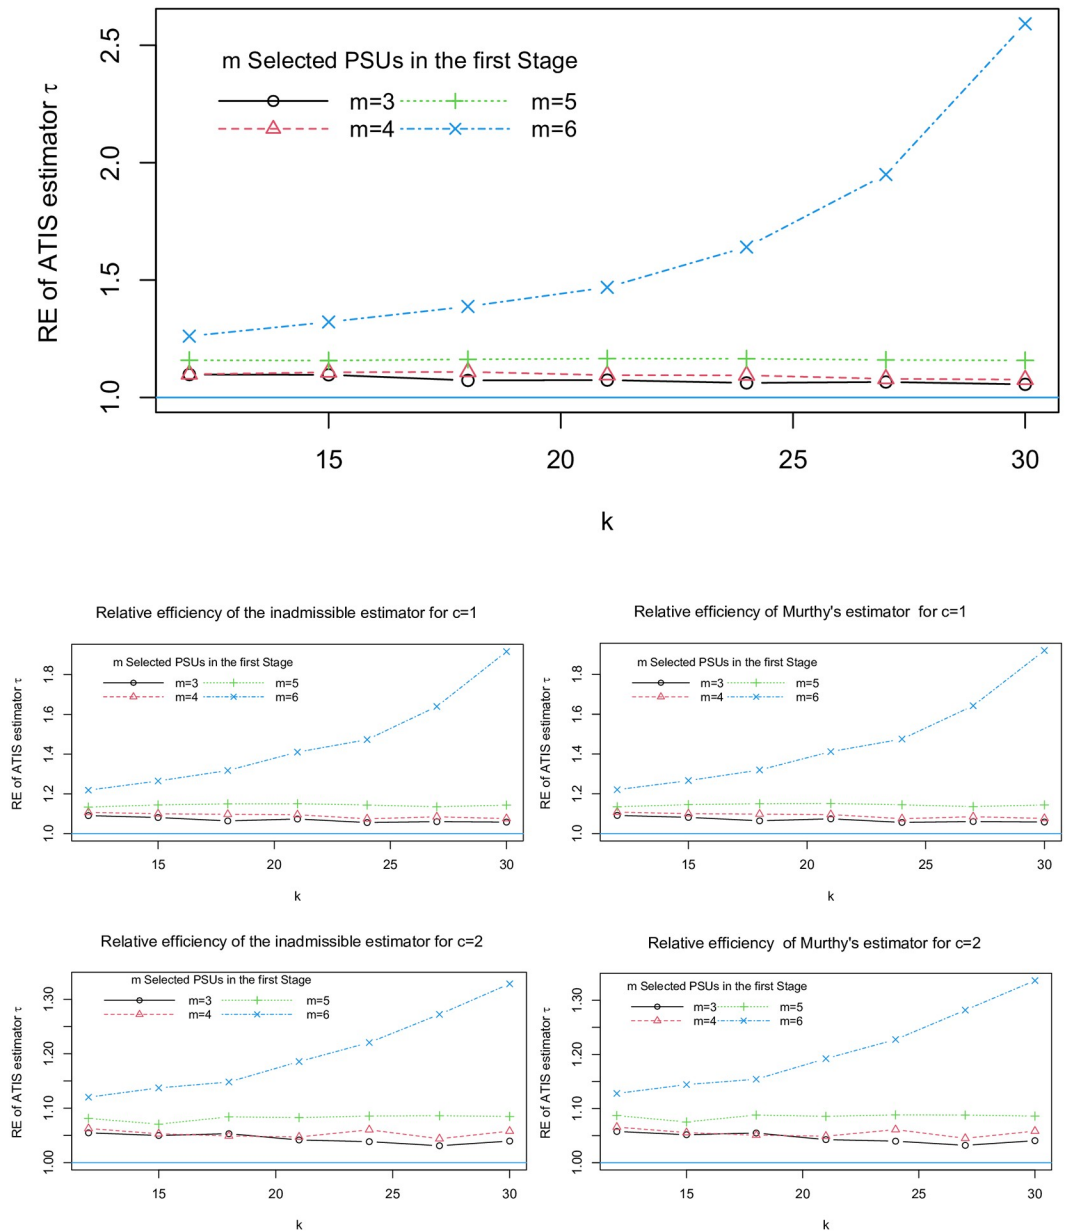 RE of ATIS estimator τ
1.0 1.5 2.0 2.5
m Selected PSUs in the first Stage
m=3 m=5
m=4 m=6
15 20 25 30
k
Relative efficiency of the inadmissible estimator for c=1
RE of ATIS estimator τ
1.0 1.2 1.4 1.6 1.8
m Selected PSUs in the first Stage
m=3 m=5
m=4 m=6
15 20 25 30
k
Relative efficiency of Murthy's estimator for c=1
RE of ATIS estimator τ
1.0 1.2 1.4 1.6 1.8
m Selected PSUs in the first Stage
m=3 m=5
m=4 m=6
15 20 25 30
k
Relative efficiency of the inadmissible estimator for c=2
RE of ATIS estimator τ
1.00 1.10 1.20 1.30
m Selected PSUs in the first Stage
m=3 m=5
m=4 m=6
15 20 25 30
k
Relative efficiency of Murthy's estimator for c=2
RE of ATIS estimator τ
1.00 1.10 1.20 1.30
m Selected PSUs in the first Stage
m=3 m=5
m=4 m=6
15 20 25 30
k